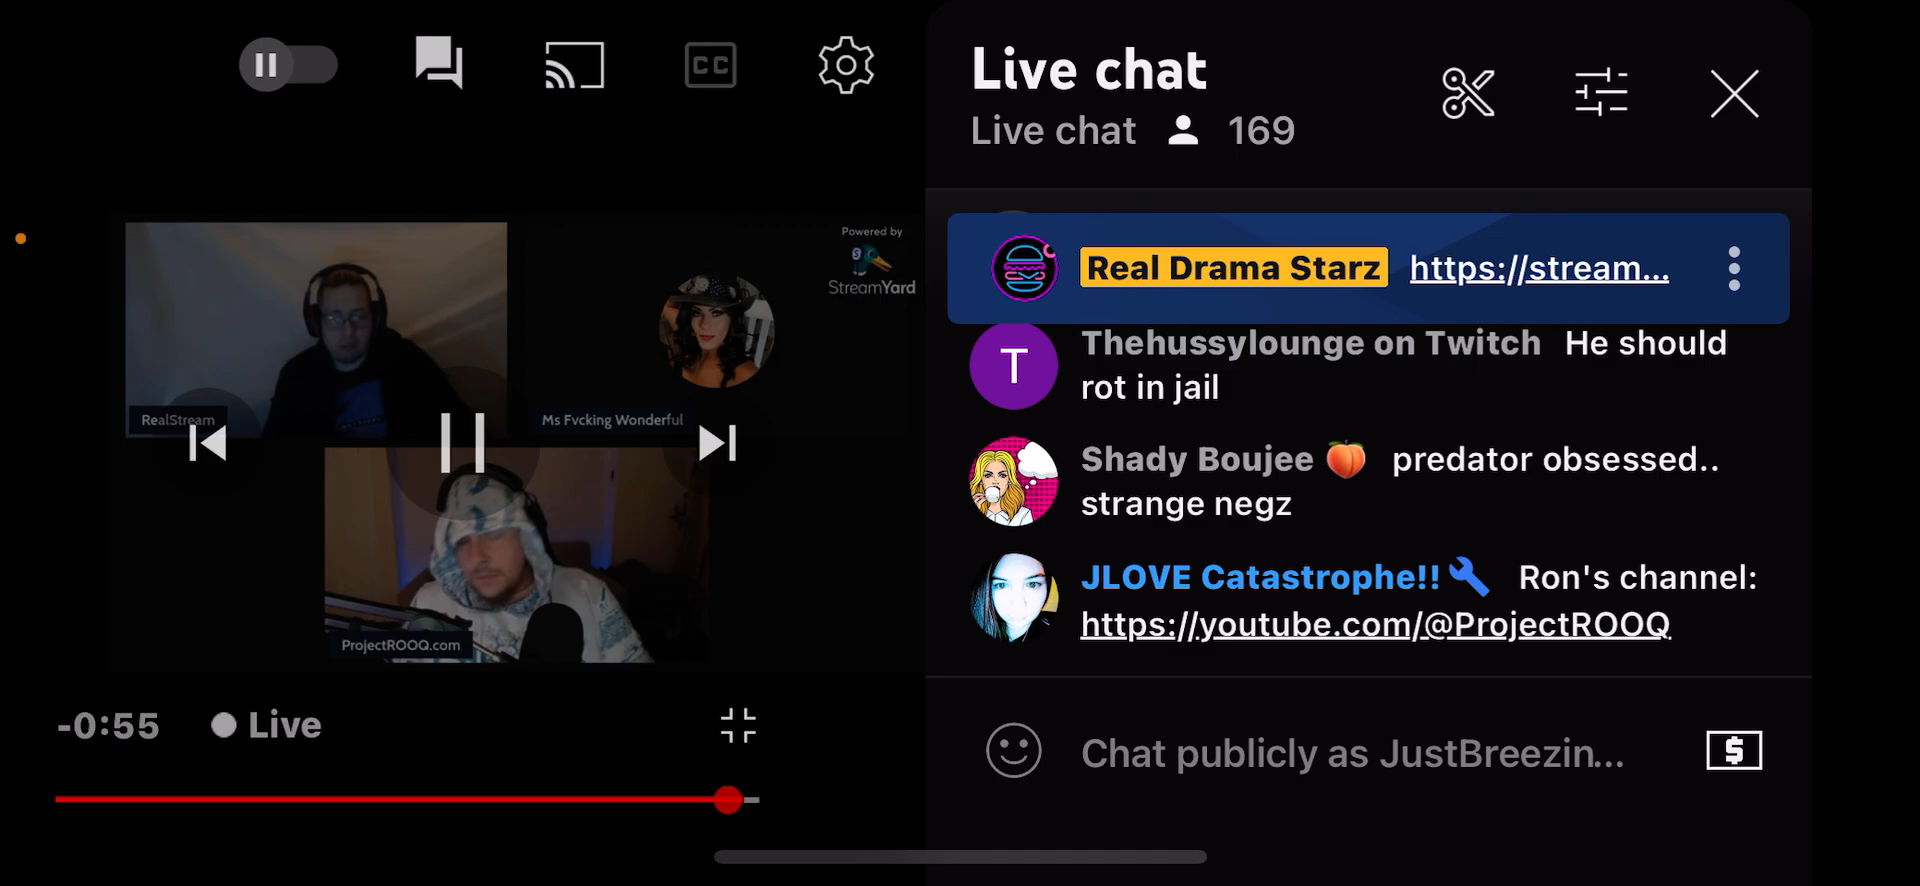 CC
Live chat
Live chat 169
Powered by
StreamYard
RealStream
Ms Fvcking Wonderful
ProjectROOQ.com
-0:55 Live
Real Drama Starz https://stream...
T
Thehussylounge on Twitch He should
rot in jail
Shady Boujee 🍑 predator obsessed..
strange negz
JLOVE Catastrophe!! 🔧 Ron's channel:
https://youtube.com/@ProjectROOQ
Chat publicly as JustBreezin...
$